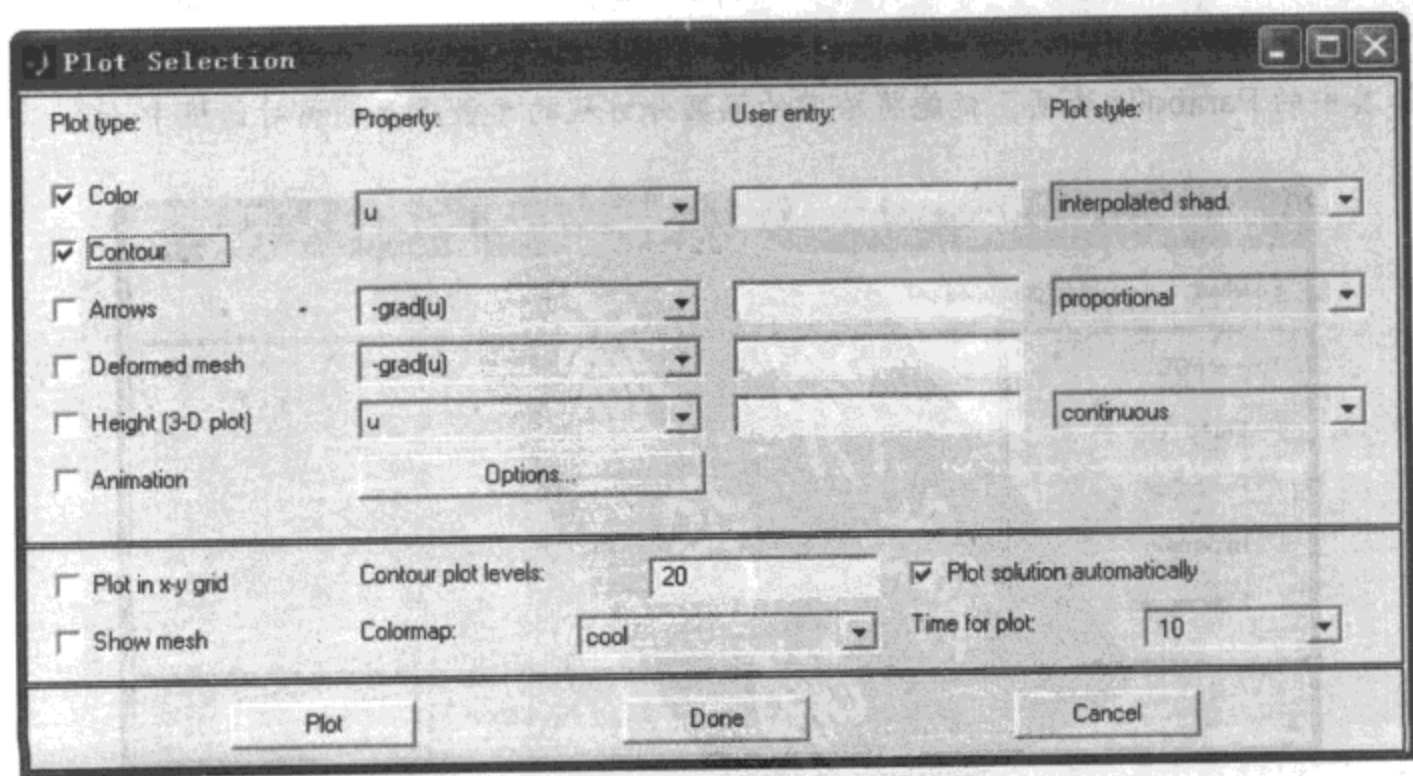 Plot Selection
Plot type: Property: User entry: Plot style:
Color u interpolated shad.
Contour
Arrows -grad(u) proportional
Deformed mesh -grad(u)
Height (3-D plot) u continuous
Animation Options...
Plot in x-y grid Contour plot levels: 20 Plot solution automatically
Show mesh Colormap: cool Time for plot: 10
Plot Done Cancel